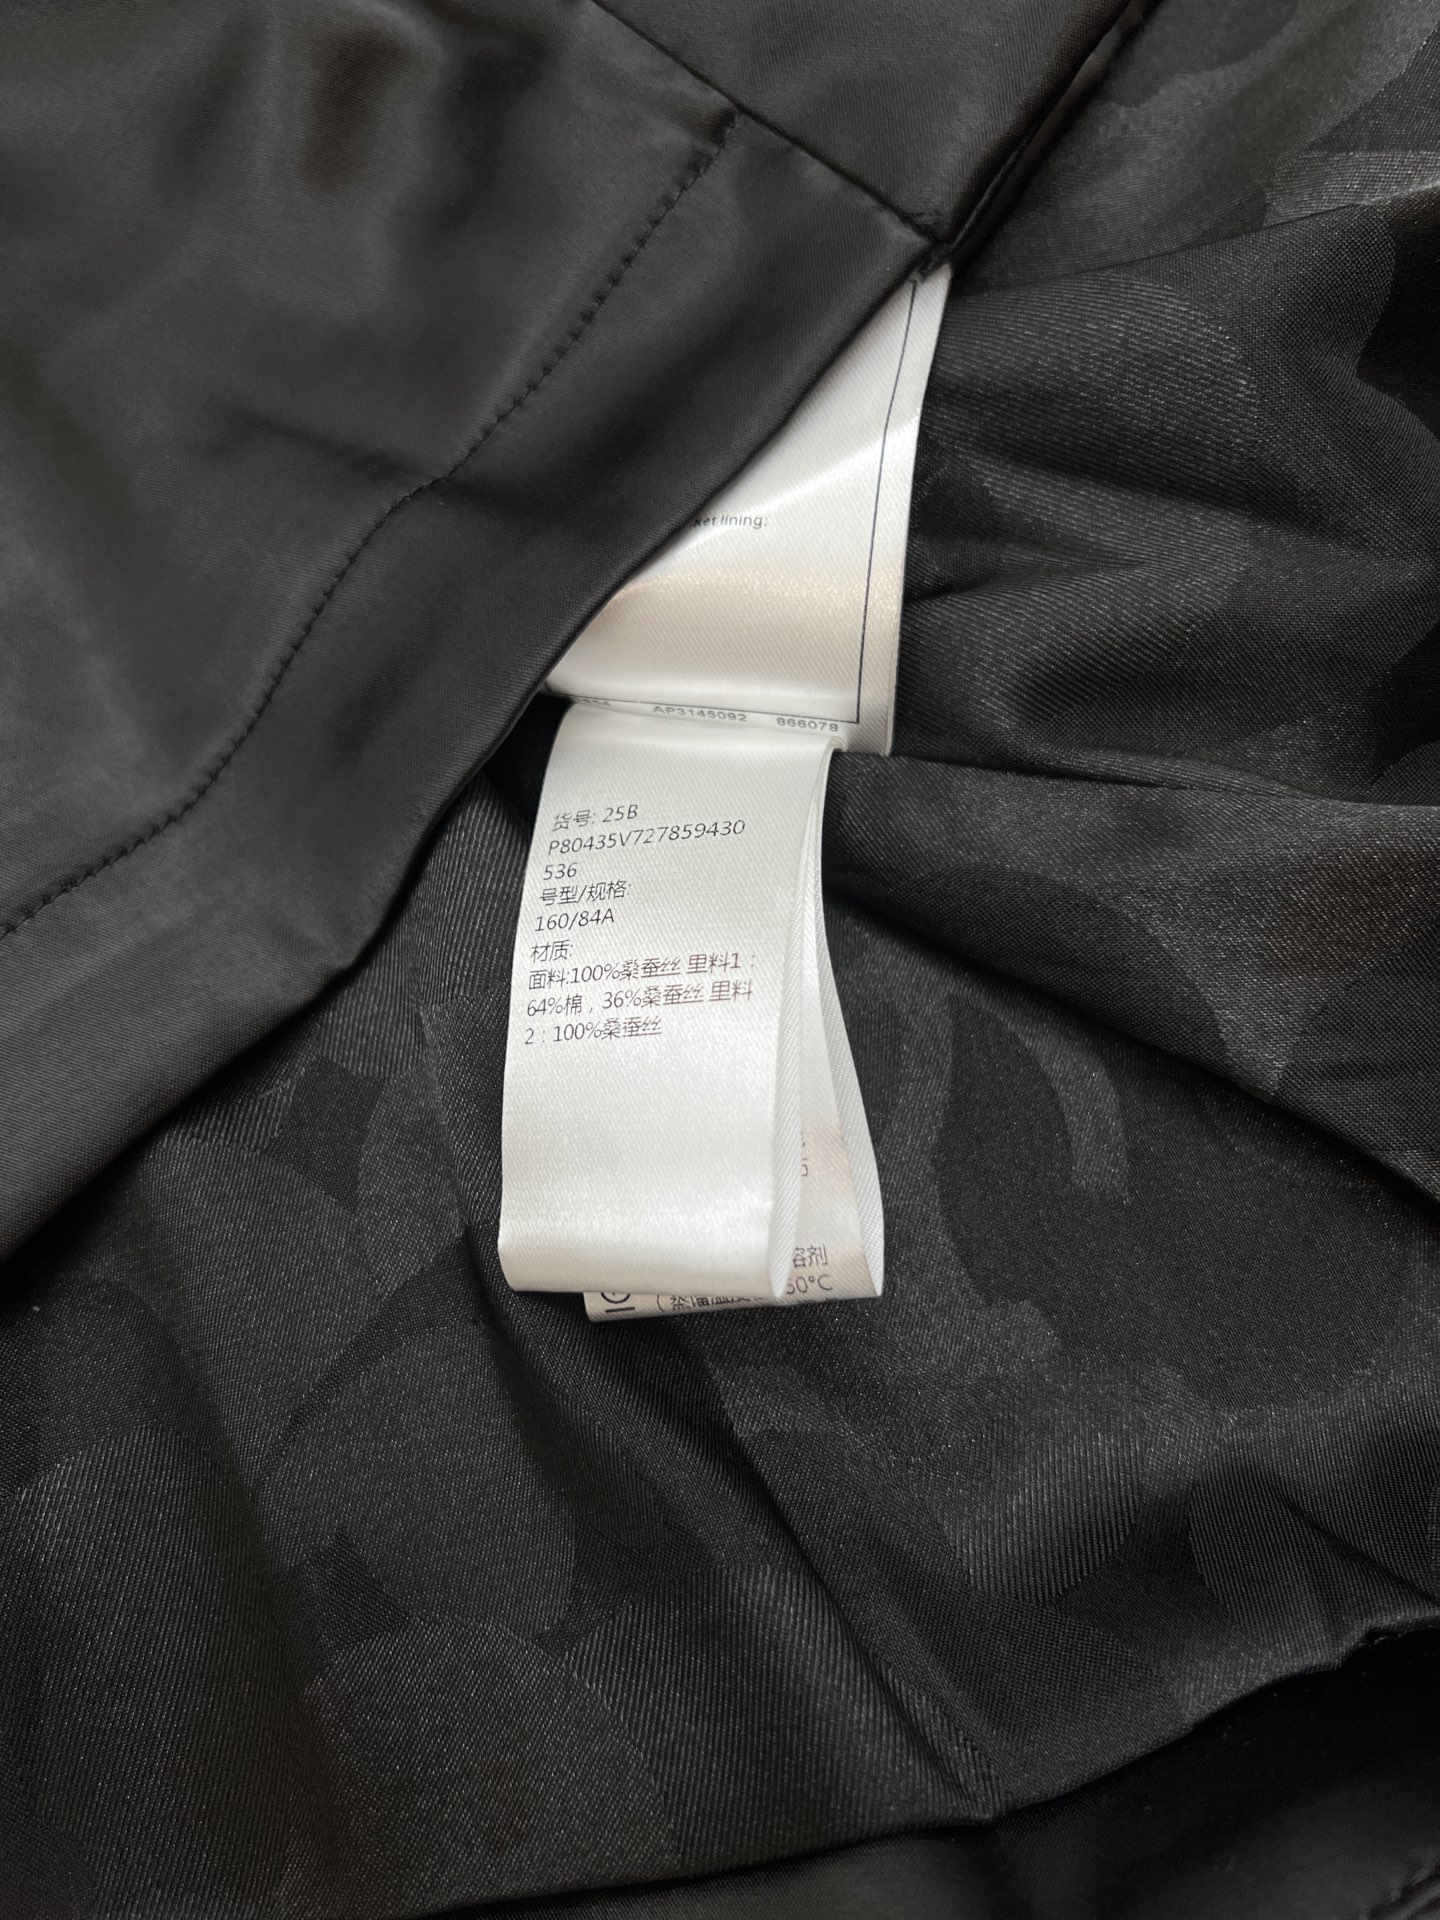 lining:
AP3145092 866078
货号: 25B
P80435V727859430
536
号型/规格:
160/84A
材质:
面料:100%桑蚕丝 里料1：
64%棉，36%桑蚕丝 里料
2：100%桑蚕丝
溶剂